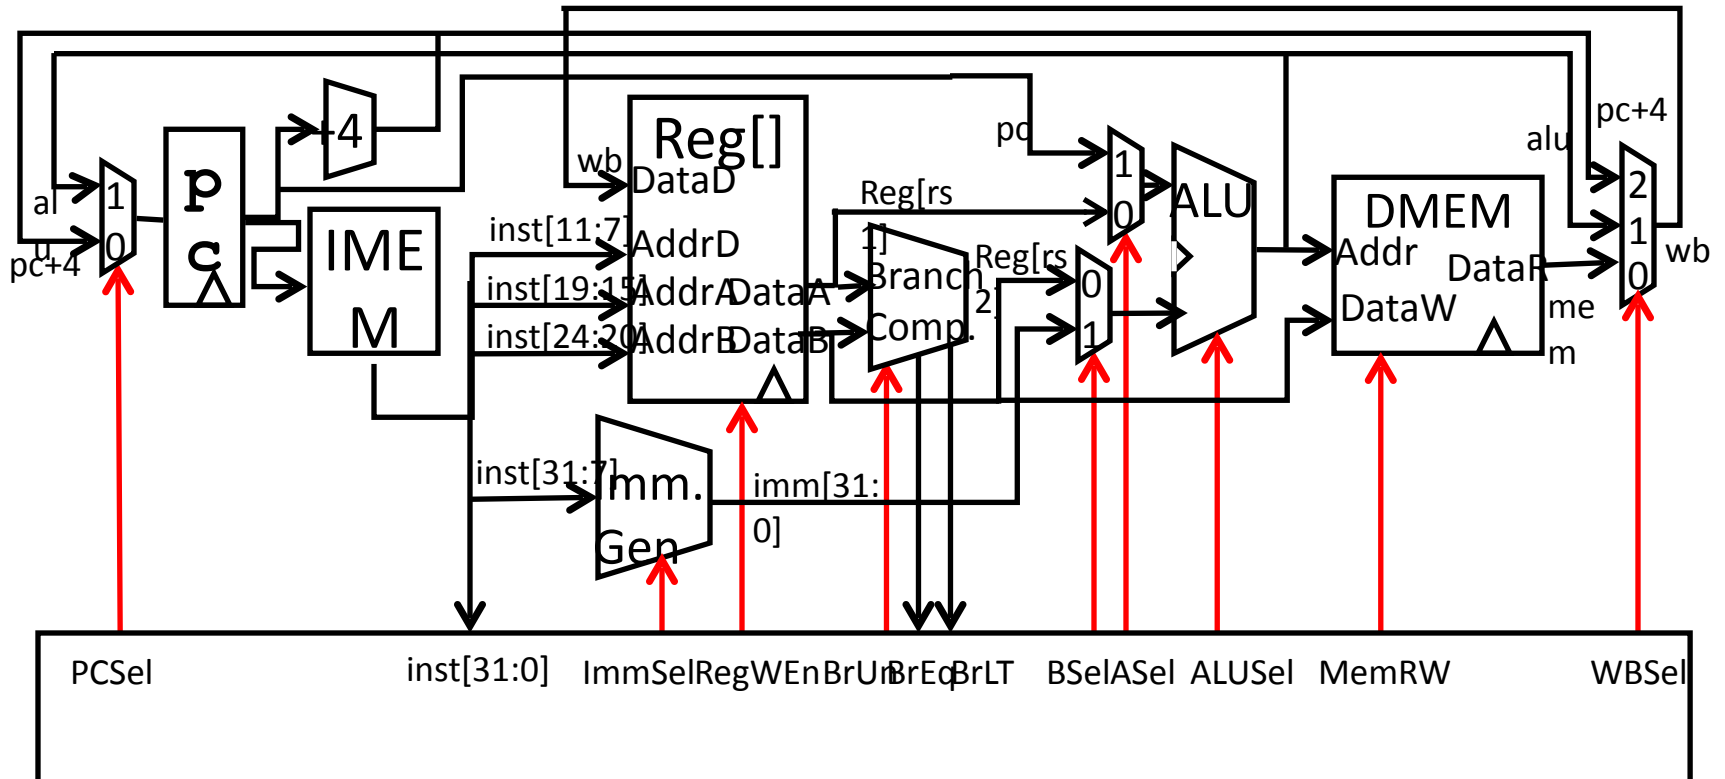 pc+4
alu
+4
Reg[]
pc
wb
DataD
1
0
ALU
DMEM
2
1
0
wb
al
u
1
0
pc+4
p
c
IME
M
inst[11:7]
AddrD
inst[19:15]
AddrA
DataA
inst[24:20]
AddrB
DataB
Reg[rs
1]
Branch
Comp.
Reg[rs
2]
0
1
Addr
DataR
DataW
me
m
inst[31:7]
Imm.
Gen
imm[31:
0]
PCSel
inst[31:0]
ImmSel
RegWEn
BrUn
BrEq
BrLT
BSel
ASel
ALUSel
MemRW
WBSel